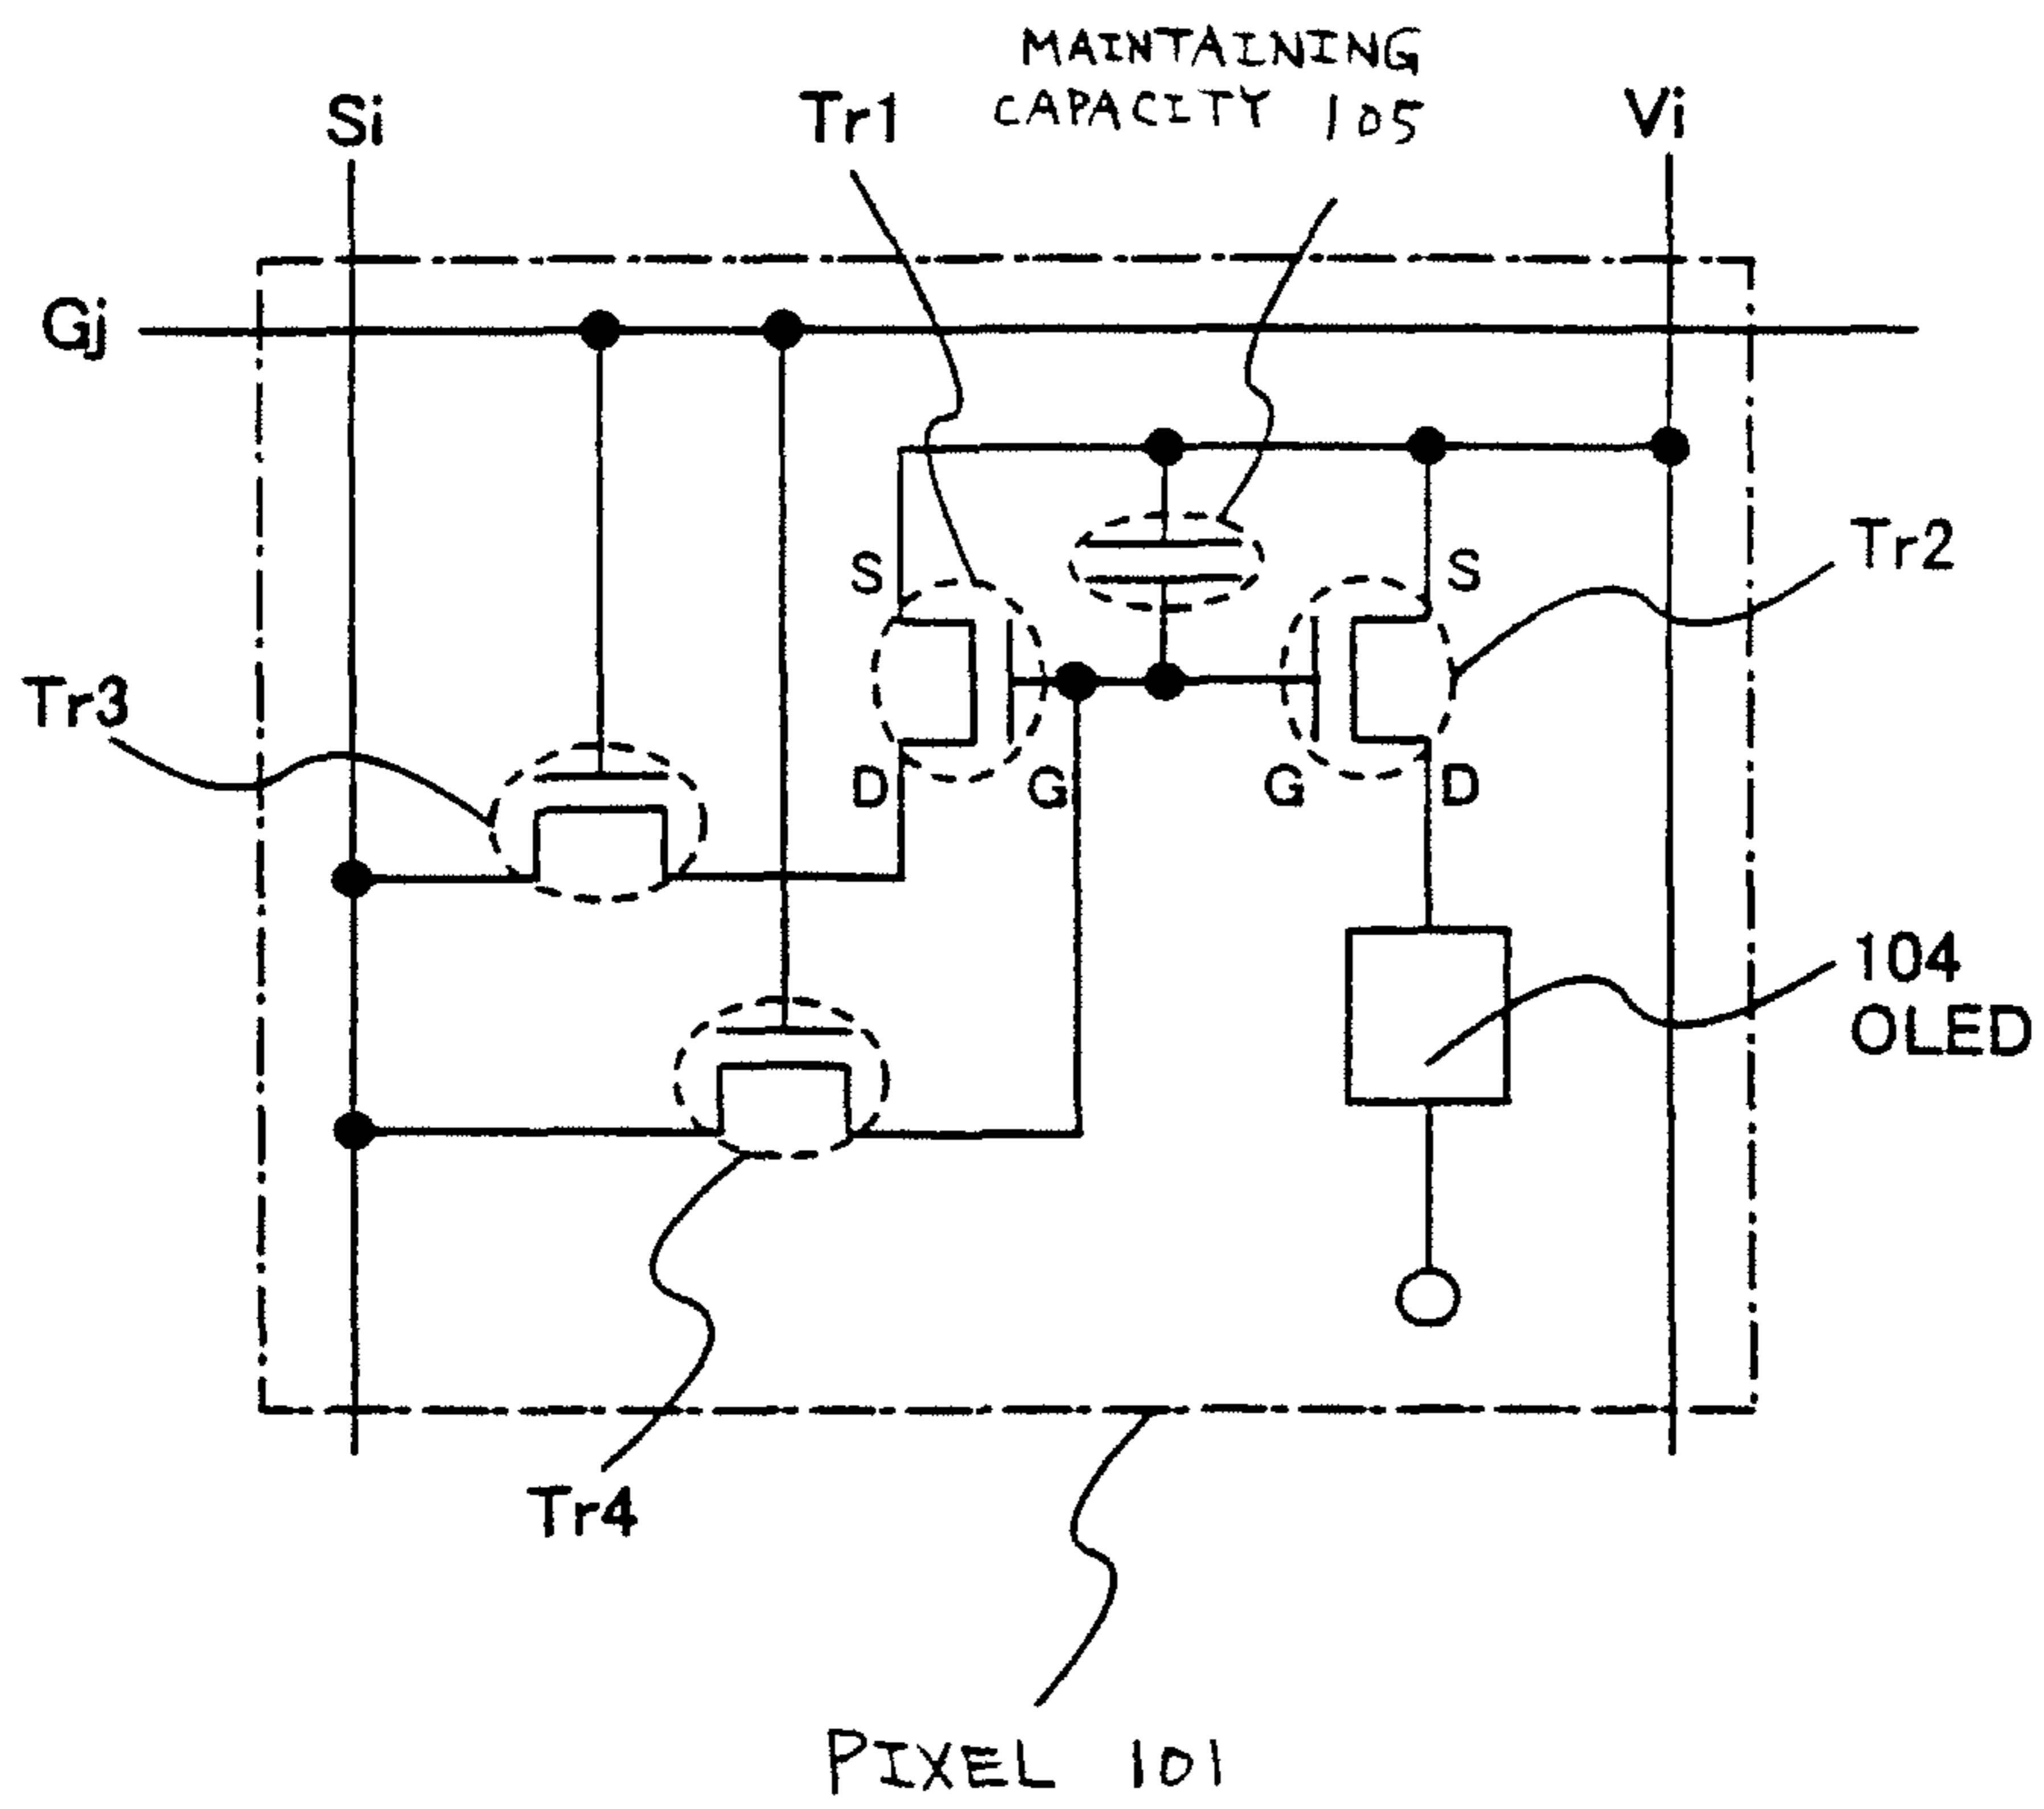 MAINTAINING
CAPACITY 105
Si
Tr1
Vi
Gj
S
S
Tr2
Tr3
D
G
G
D
104
OLED
Tr4
PIXEL 101